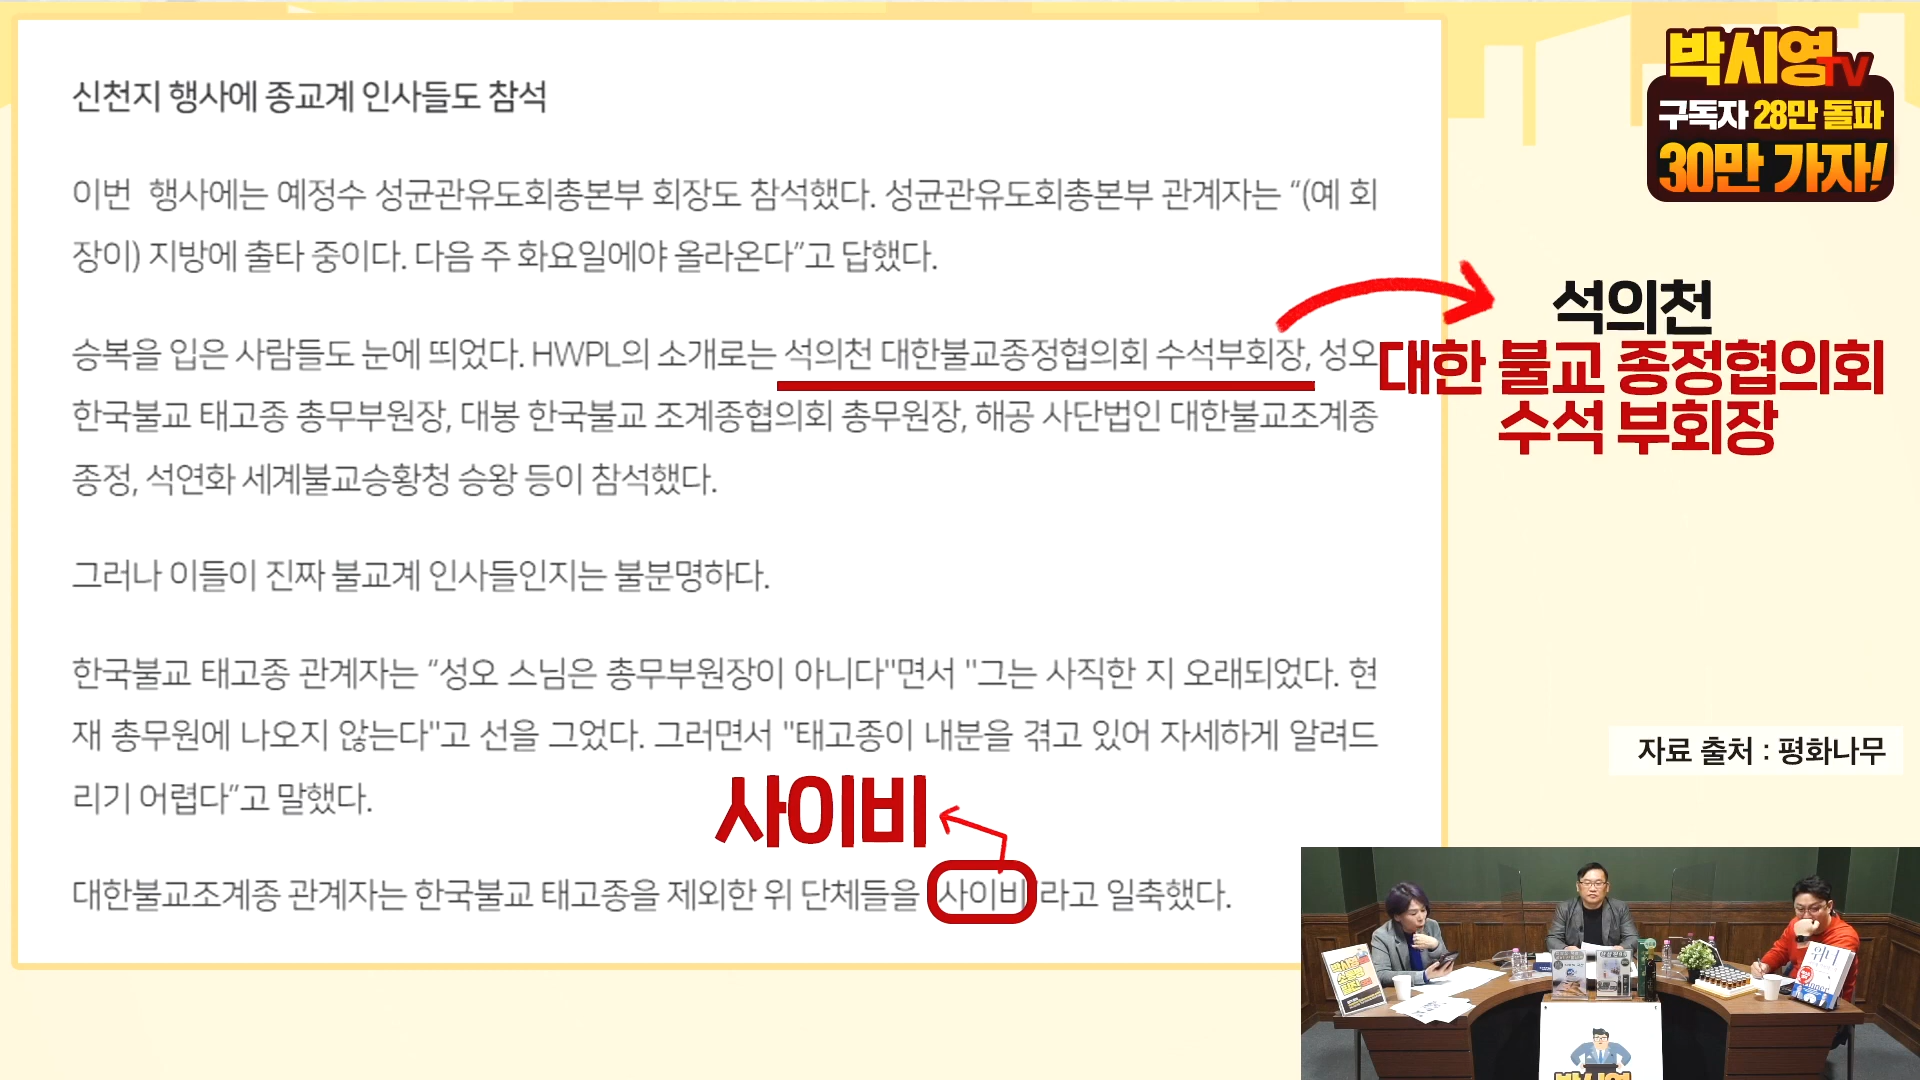 신천지 행사에 종교계 인사들도 참석
이번 행사에는 예정수 성균관유도회총본부 회장도 참석했다. 성균관유도회총본부 관계자는 “(예 회
장이) 지방에 출타 중이다. 다음 주 화요일에야 올라온다”고 답했다.
승복을 입은 사람들도 눈에 띄었다. HWPL의 소개로는 석의천 대한불교종정협의회 수석부회장, 성오
한국불교 태고종 총무부원장, 대봉 한국불교 조계종협의회 총무원장, 해공 사단법인 대한불교조계종
종정, 석연화 세계불교승황청 승왕 등이 참석했다.
그러나 이들이 진짜 불교계 인사들인지는 불분명하다.
한국불교 태고종 관계자는 “성오 스님은 총무부원장이 아니다"면서 "그는 사직한 지 오래되었다. 현
재 총무원에 나오지 않는다"고 선을 그었다. 그러면서 "태고종이 내분을 겪고 있어 자세하게 알려드
리기 어렵다”고 말했다.
사이비
대한불교조계종 관계자는 한국불교 태고종을 제외한 위 단체들을 사이비라고 일축했다.
박시영TV
구독자 28만 돌파
30만 가자!
석의천
대한 불교 종정협의회
수석 부회장
자료 출처 : 평화나무
박시영
위너
박시영